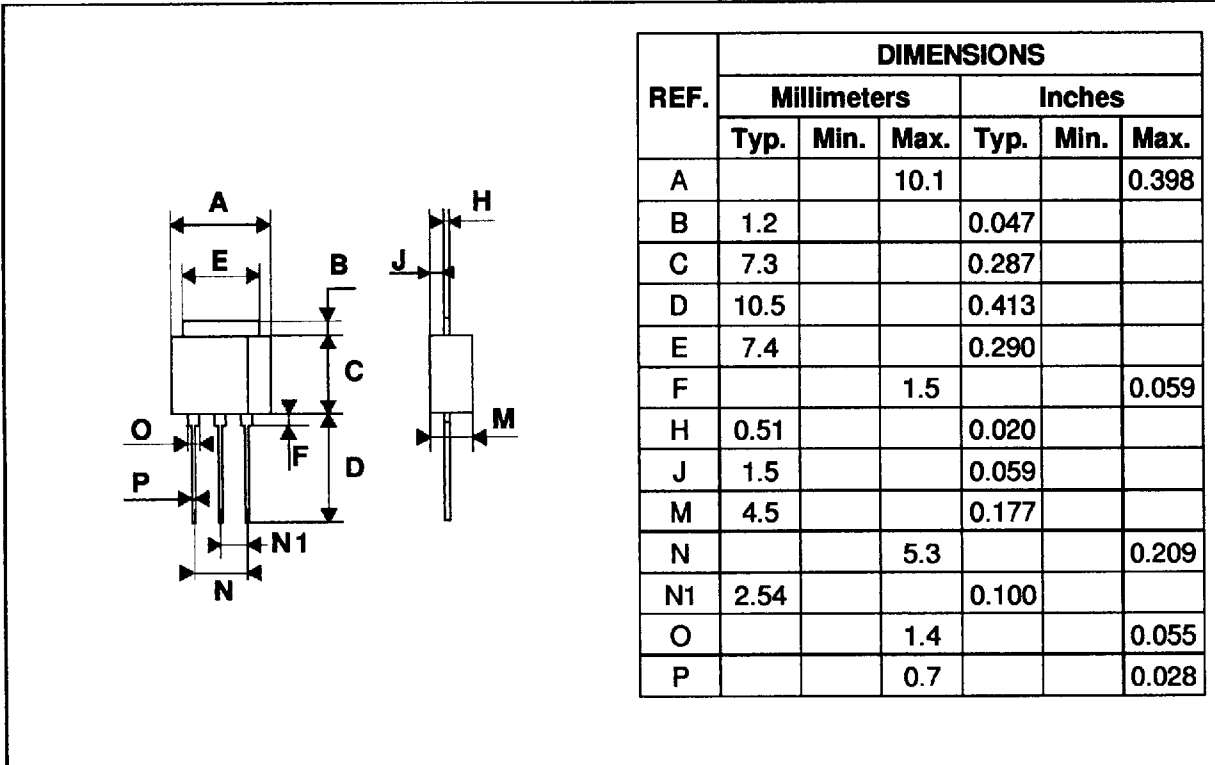 A
H
E
B
J
C
O
F
D
M
P
N1
N
DIMENSIONS
REF. Millimeters Inches
Typ. Min. Max. Typ. Min. Max.
A 10.1 0.398
B 1.2 0.047
C 7.3 0.287
D 10.5 0.413
E 7.4 0.290
F 1.5 0.059
H 0.51 0.020
J 1.5 0.059
M 4.5 0.177
N 5.3 0.209
N1 2.54 0.100
O 1.4 0.055
P 0.7 0.028